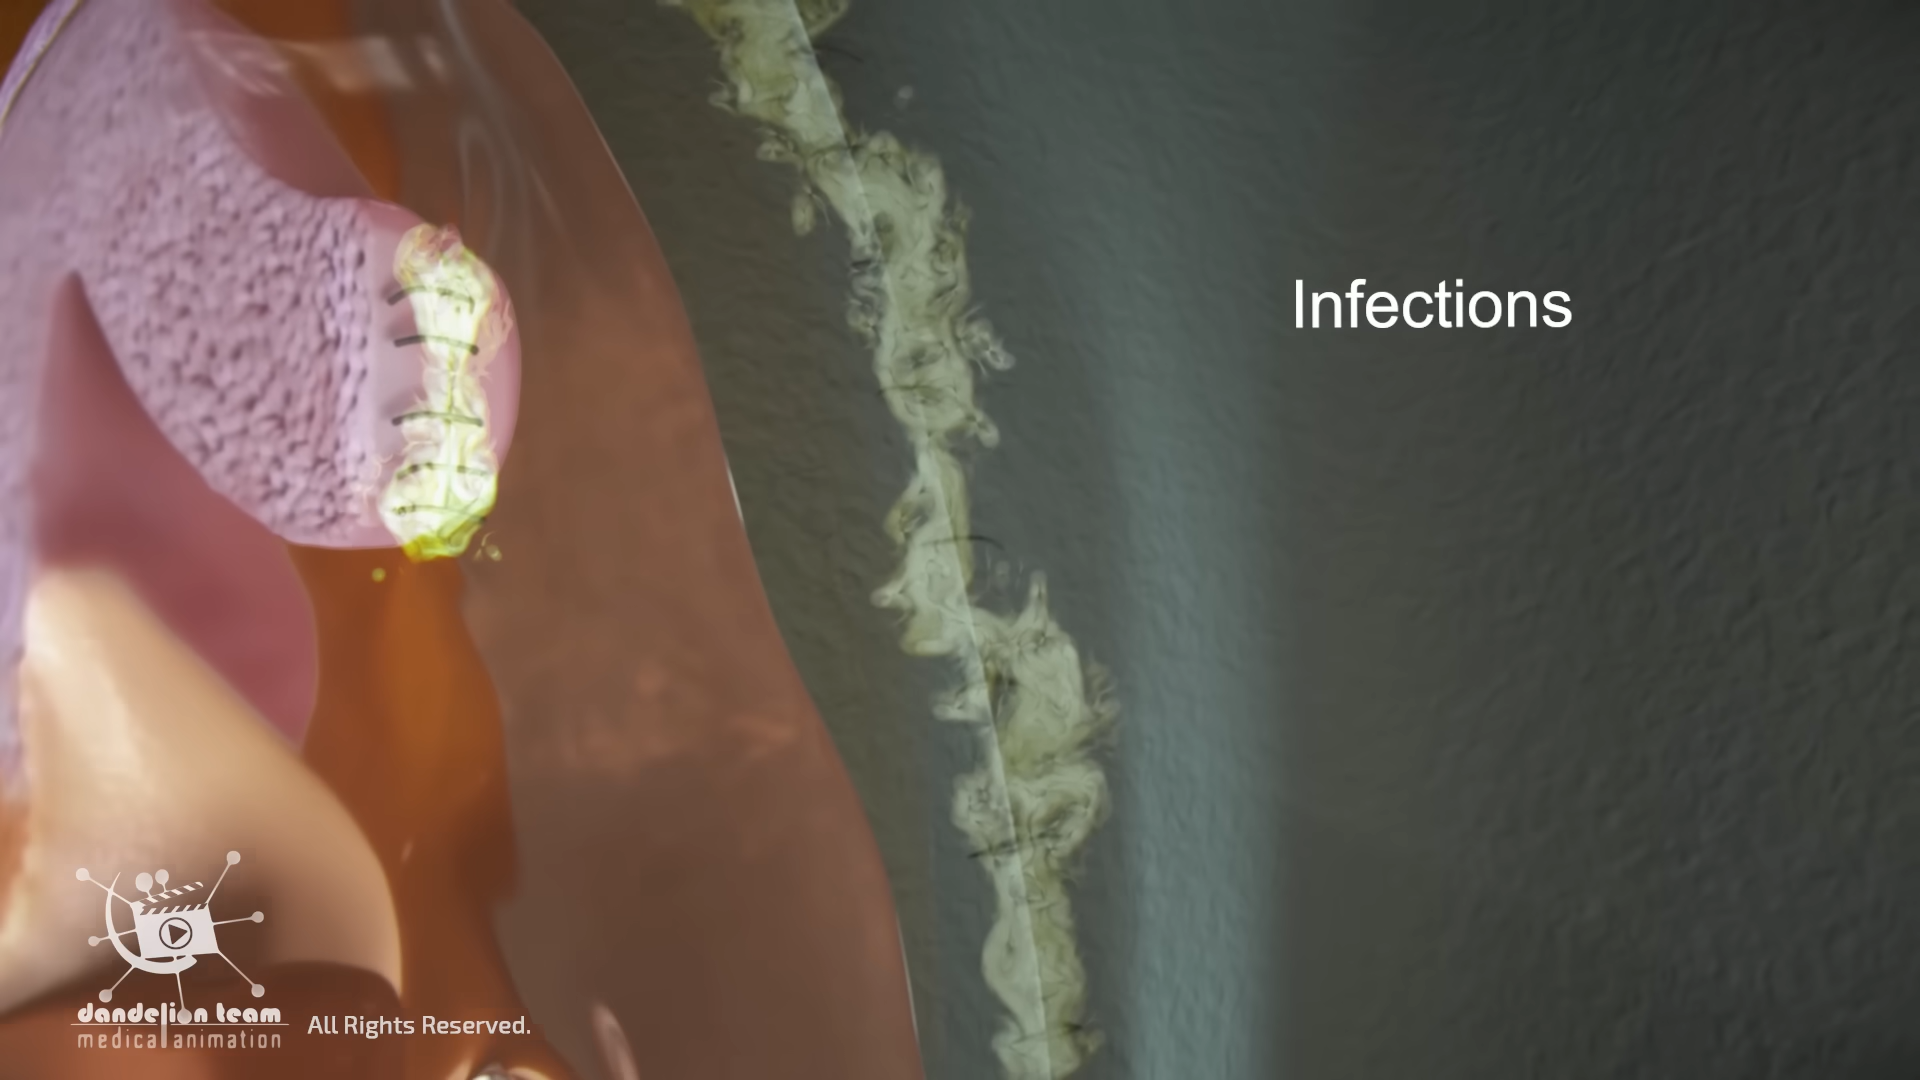 Infections
dandelion team
medical animation
All Rights Reserved.